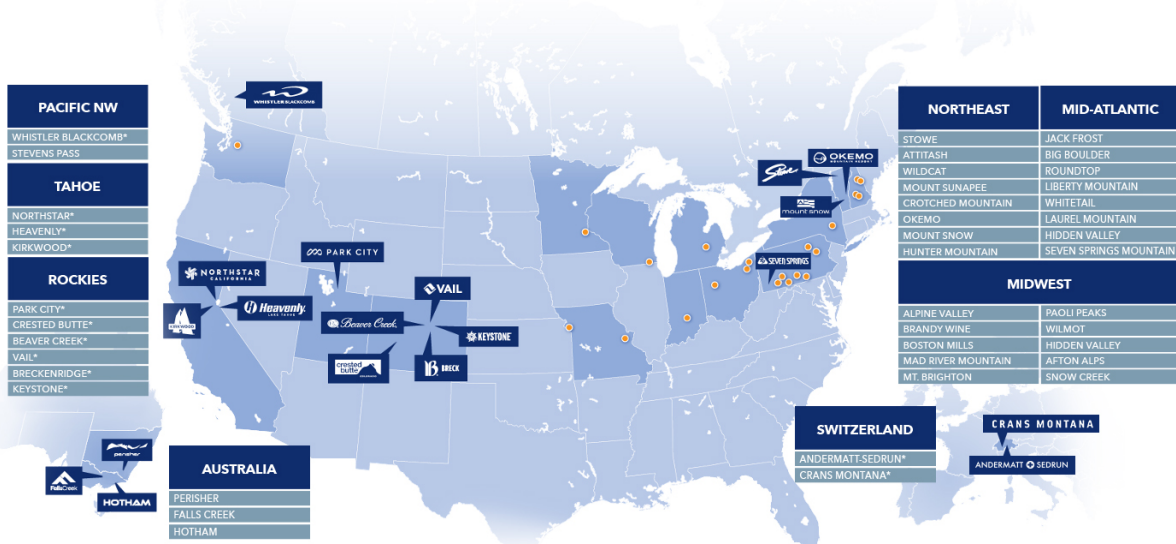 PACIFIC NW
WHISTLER BLACKCOMB*
STEVENS PASS
TAHOE
NORTHSTAR*
HEAVENLY*
KIRKWOOD*
ROCKIES
PARK CITY*
CRESTED BUTTE*
BEAVER CREEK*
VAIL*
BRECKENRIDGE*
KEYSTONE*
WHISTLER BLACKCOMB
PARK CITY
NORTHSTAR
CALIFORNIA
Heavenly
LAKE TAHOE
VAIL
Beaver Creek
KEYSTONE
crested
butte
COLORADO
BRECK
Stowe
OKEMO
MOUNTAIN RESORT
mount snow
SEVEN SPRINGS
NORTHEAST
STOWE
ATTITASH
WILDCAT
MOUNT SUNAPEE
CROTCHED MOUNTAIN
OKEMO
MOUNT SNOW
HUNTER MOUNTAIN
MID-ATLANTIC
JACK FROST
BIG BOULDER
ROUNDTOP
LIBERTY MOUNTAIN
WHITETAIL
LAUREL MOUNTAIN
HIDDEN VALLEY
SEVEN SPRINGS MOUNTAIN
MIDWEST
ALPINE VALLEY
BRANDY WINE
BOSTON MILLS
MAD RIVER MOUNTAIN
MT. BRIGHTON
PAOLI PEAKS
WILMOT
HIDDEN VALLEY
AFTON ALPS
SNOW CREEK
perisher
FallsCreek
HOTHAM
AUSTRALIA
PERISHER
FALLS CREEK
HOTHAM
SWITZERLAND
ANDERMATT-SEDRUN*
CRANS MONTANA*
CRANS MONTANA
ANDERMATT SEDRUN